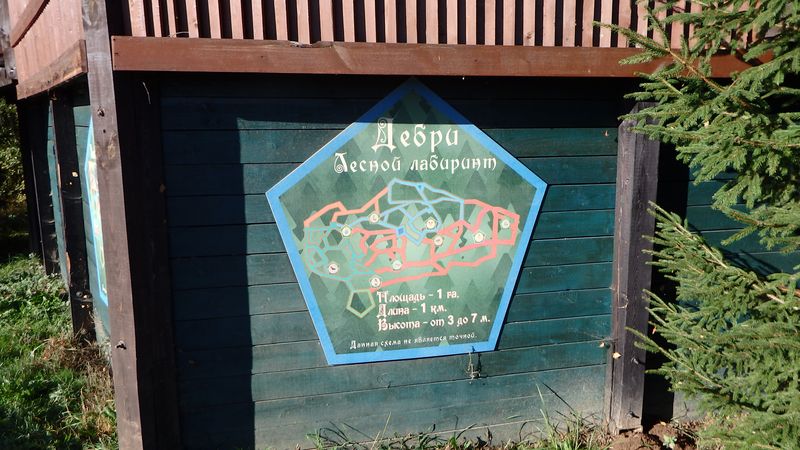 Дебри
Лесной лабиринт
Площадь - 1 га.
Длина - 1 км.
Высота - от 3 до 7 м.
Данная схема не является точной.